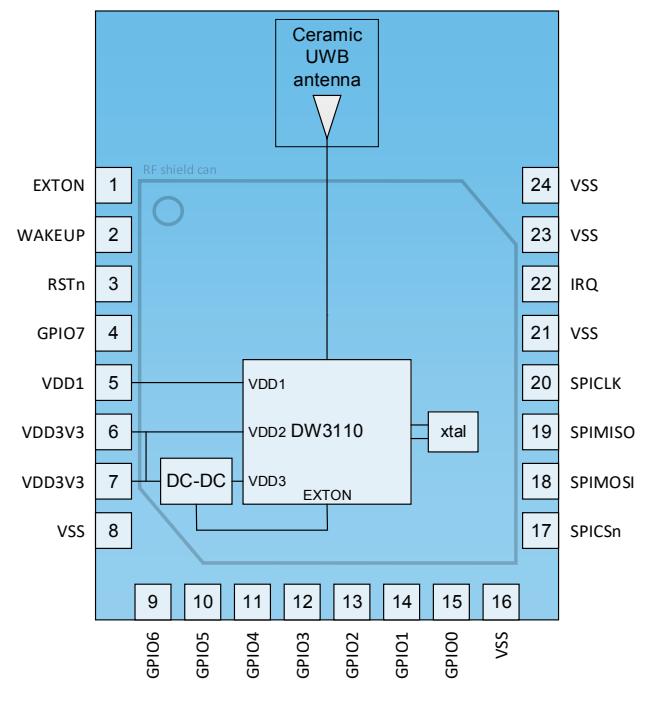 Ceramic
UWB
antenna
RF shield can
EXTON 1
WAKEUP 2
RSTn 3
GPIO7 4
VDD1 5
VDD3V3 6
VDD3V3 7
VSS 8
24 VSS
23 VSS
22 IRQ
21 VSS
20 SPICLK
19 SPIMISO
18 SPIMOSI
17 SPICSn
VDD1
VDD2 DW3110
xtal
DC-DC
VDD3
EXTON
9 10 11 12 13 14 15 16
GPIO6
GPIO5
GPIO4
GPIO3
GPIO2
GPIO1
GPIO0
VSS